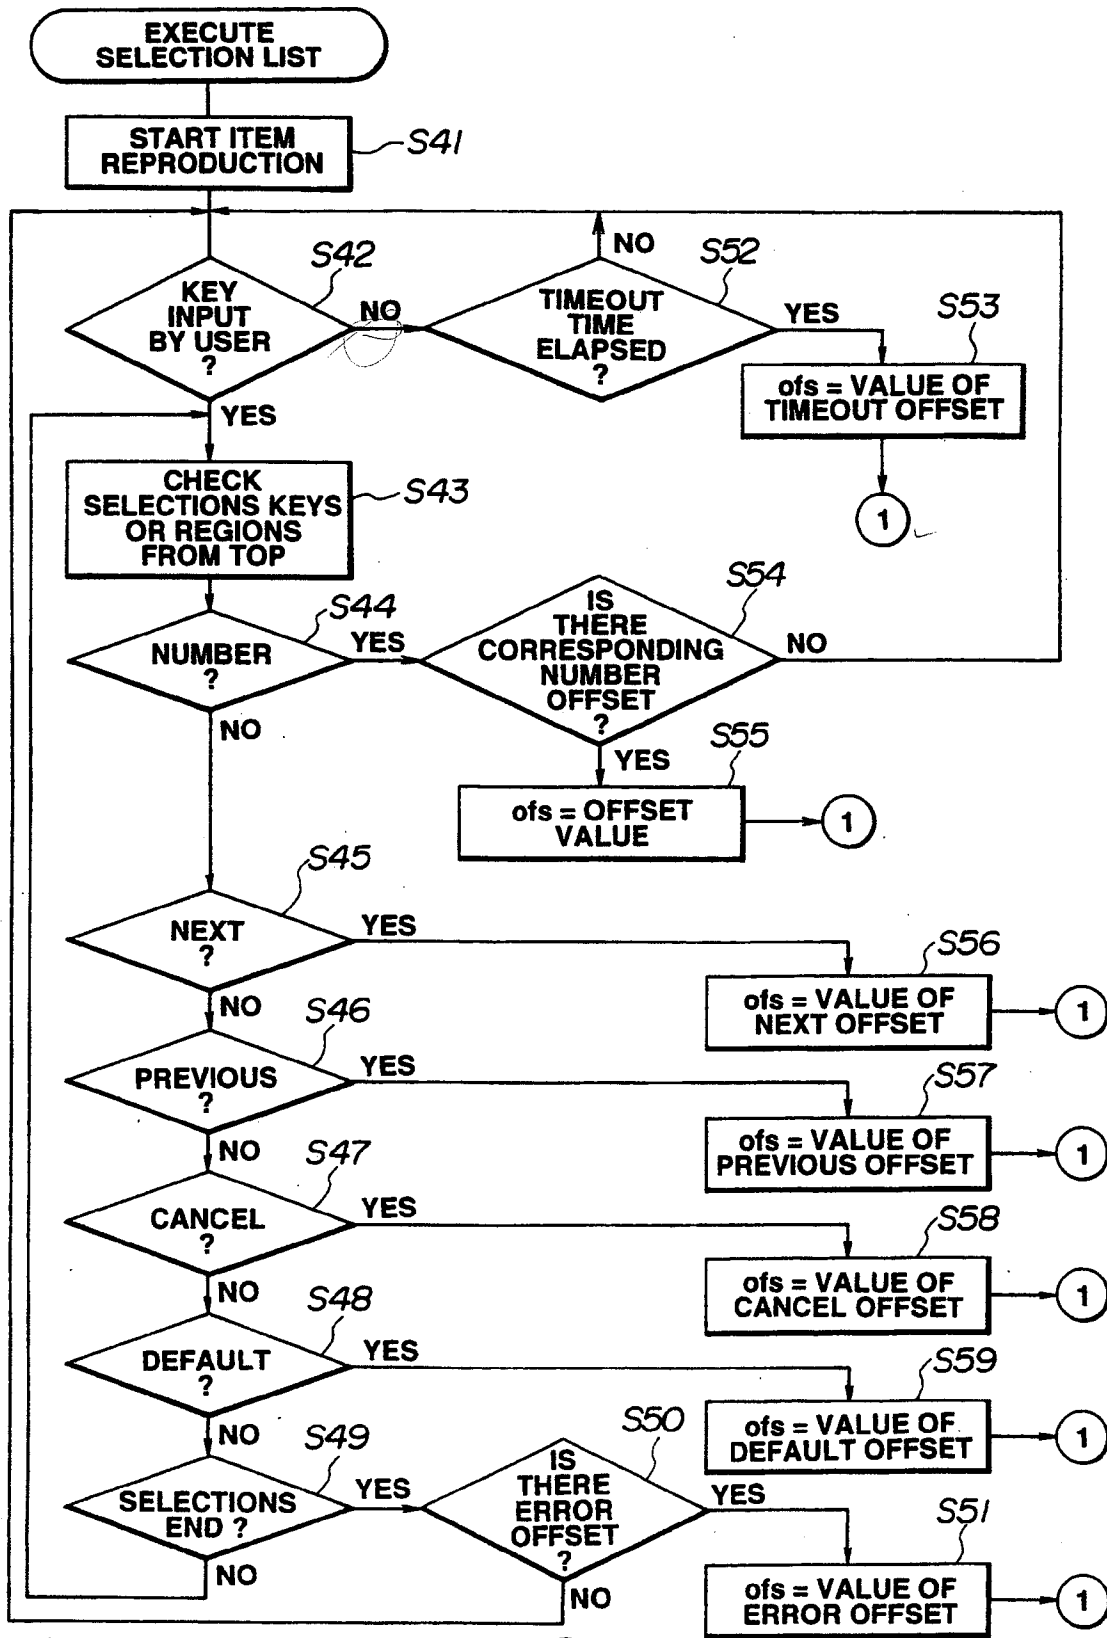 EXECUTE
SELECTION LIST
START ITEM
REPRODUCTION
S41
S42
KEY
INPUT
BY USER
?
NO
YES
S52
NO
TIMEOUT
TIME
ELAPSED
?
YES
S53
ofs = VALUE OF
TIMEOUT OFFSET
1
CHECK
SELECTIONS KEYS
OR REGIONS
FROM TOP
S43
S44
NUMBER
?
YES
NO
S54
IS
THERE
CORRESPONDING
NUMBER
OFFSET
?
NO
YES
S55
ofs = OFFSET
VALUE
1
S45
NEXT
?
YES
NO
S56
ofs = VALUE OF
NEXT OFFSET
1
S46
PREVIOUS
?
YES
NO
S57
ofs = VALUE OF
PREVIOUS OFFSET
1
S47
CANCEL
?
YES
NO
S58
ofs = VALUE OF
CANCEL OFFSET
1
S48
DEFAULT
?
YES
NO
S59
ofs = VALUE OF
DEFAULT OFFSET
1
S49
SELECTIONS
END ?
YES
NO
S50
IS
THERE
ERROR
OFFSET
?
YES
NO
S51
ofs = VALUE OF
ERROR OFFSET
1